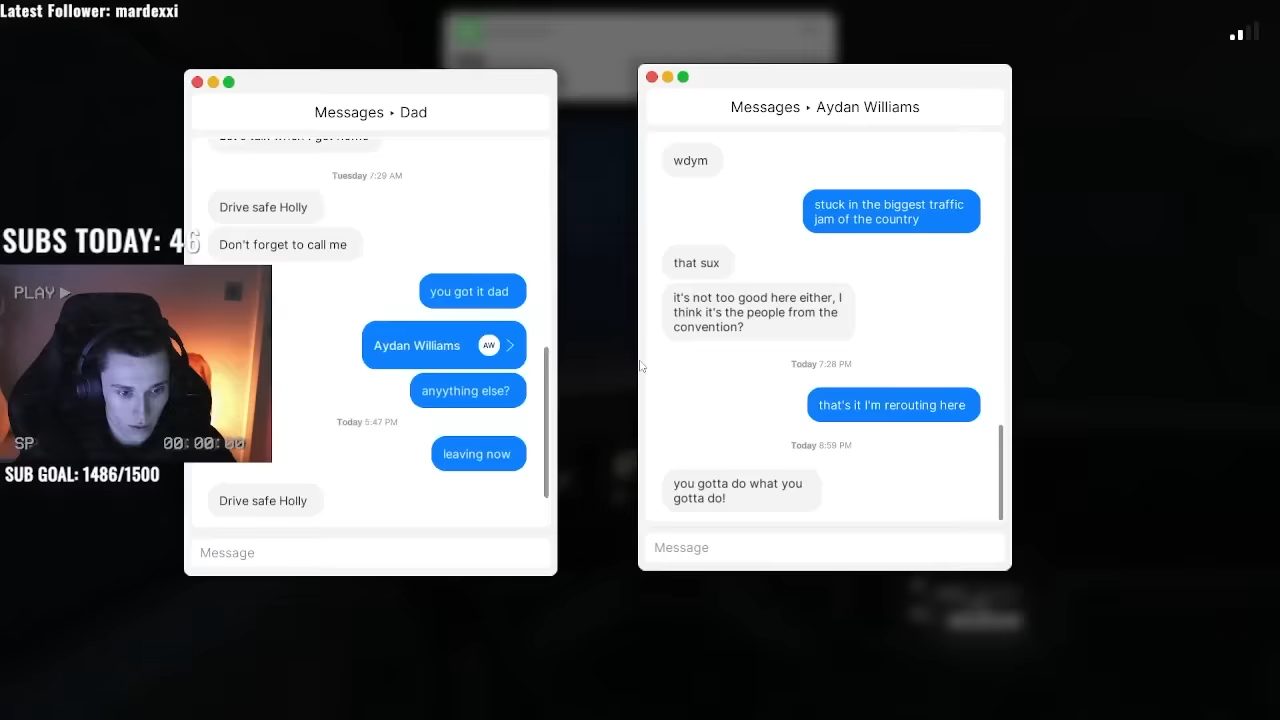 Latest Follower: mardexxi
Messages ▸ Dad
Tuesday 7:29 AM
Drive safe Holly
Don't forget to call me
you got it dad
Aydan Williams AW
anyything else?
Today 5:47 PM
leaving now
Drive safe Holly
Message
Messages ▸ Aydan Williams
wdym
stuck in the biggest traffic
jam of the country
that sux
it's not too good here either, I
think it's the people from the
convention?
Today 7:28 PM
that's it I'm rerouting here
Today 8:59 PM
you gotta do what you
gotta do!
Message
SUBS TODAY: 46
PLAY
SP 00:00:00
SUB GOAL: 1486/1500